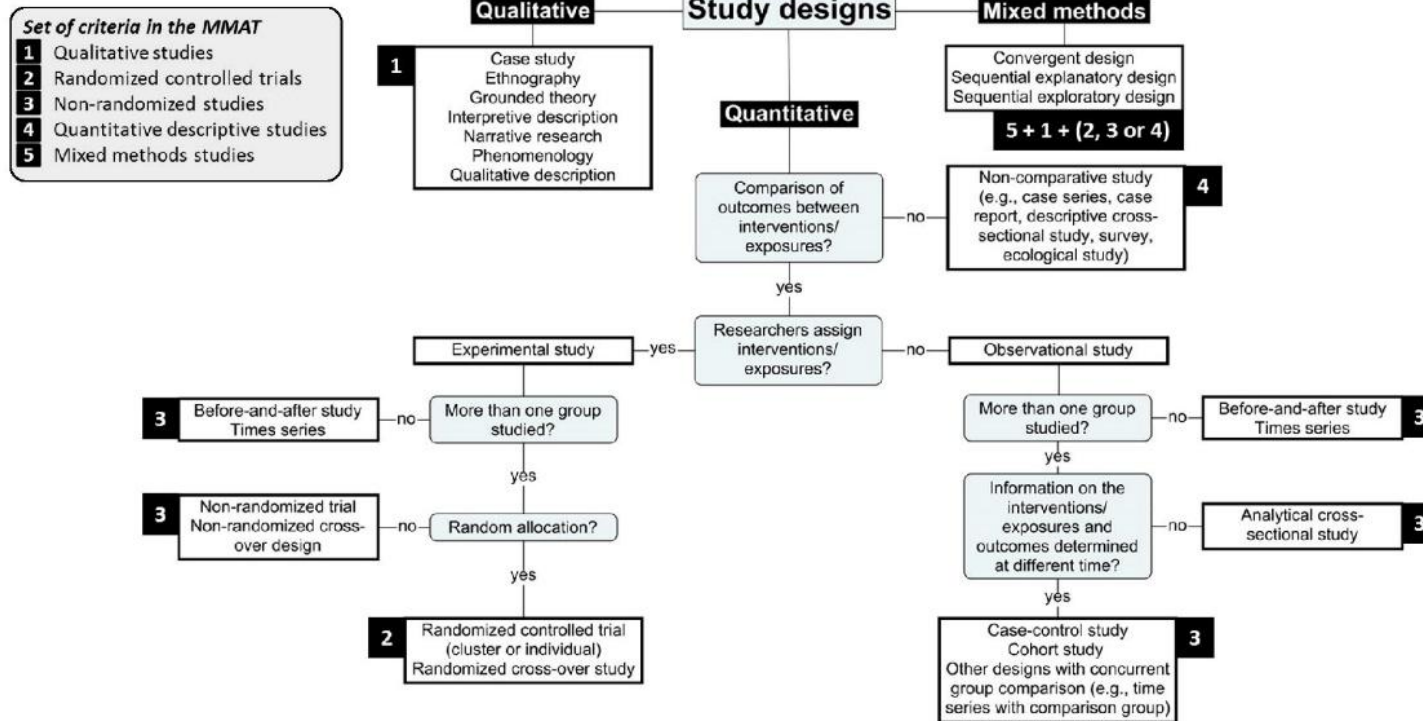 Set of criteria in the MMAT
1 Qualitative studies
2 Randomized controlled trials
3 Non-randomized studies
4 Quantitative descriptive studies
5 Mixed methods studies
Study designs
Qualitative
1
Case study
Ethnography
Grounded theory
Interpretive description
Narrative research
Phenomenology
Qualitative description
Mixed methods
Convergent design
Sequential explanatory design
Sequential exploratory design
5 + 1 + (2, 3 or 4)
Quantitative
Comparison of
outcomes between
interventions/
exposures?
no
Non-comparative study
(e.g., case series, case
report, descriptive cross-
sectional study, survey,
ecological study)
4
yes
Researchers assign
interventions/
exposures?
yes
Experimental study
no
Observational study
More than one group
studied?
no
3
Before-and-after study
Times series
yes
Random allocation?
no
3
Non-randomized trial
Non-randomized cross-
over design
yes
2
Randomized controlled trial
(cluster or individual)
Randomized cross-over study
More than one group
studied?
no
Before-and-after study
Times series
3
yes
Information on the
interventions/
exposures and
outcomes determined
at different time?
no
Analytical cross-
sectional study
3
yes
Case-control study
Cohort study
Other designs with concurrent
group comparison (e.g., time
series with comparison group)
3